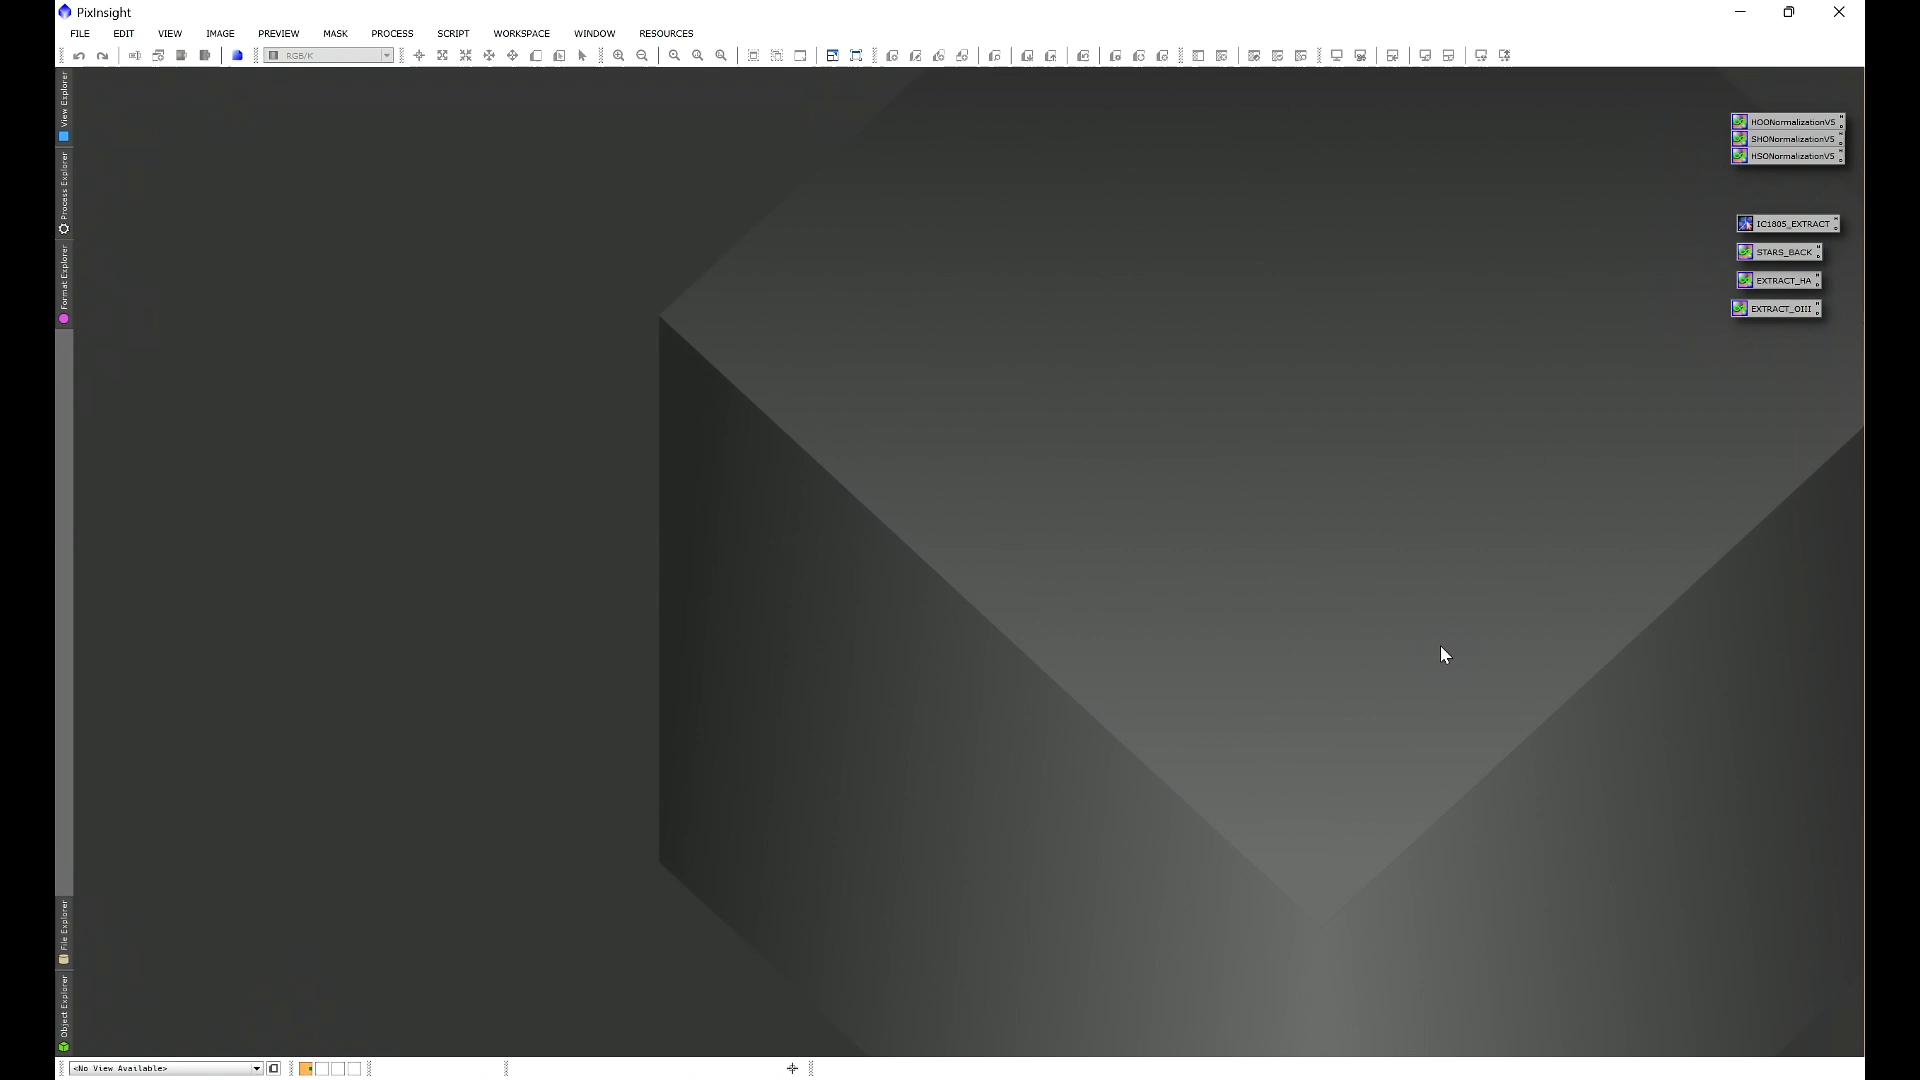 PixInsight
FILE EDIT VIEW IMAGE PREVIEW MASK PROCESS SCRIPT WORKSPACE WINDOW RESOURCES
RGB/K
View Explorer
Process Explorer
Format Explorer
File Explorer
Object Explorer
HOONormalizationV5
SHONormalizationV5
HSONormalizationV5
IC1805_EXTRACT
STARS_BACK
EXTRACT_HA
EXTRACT_OIII
<No View Available>